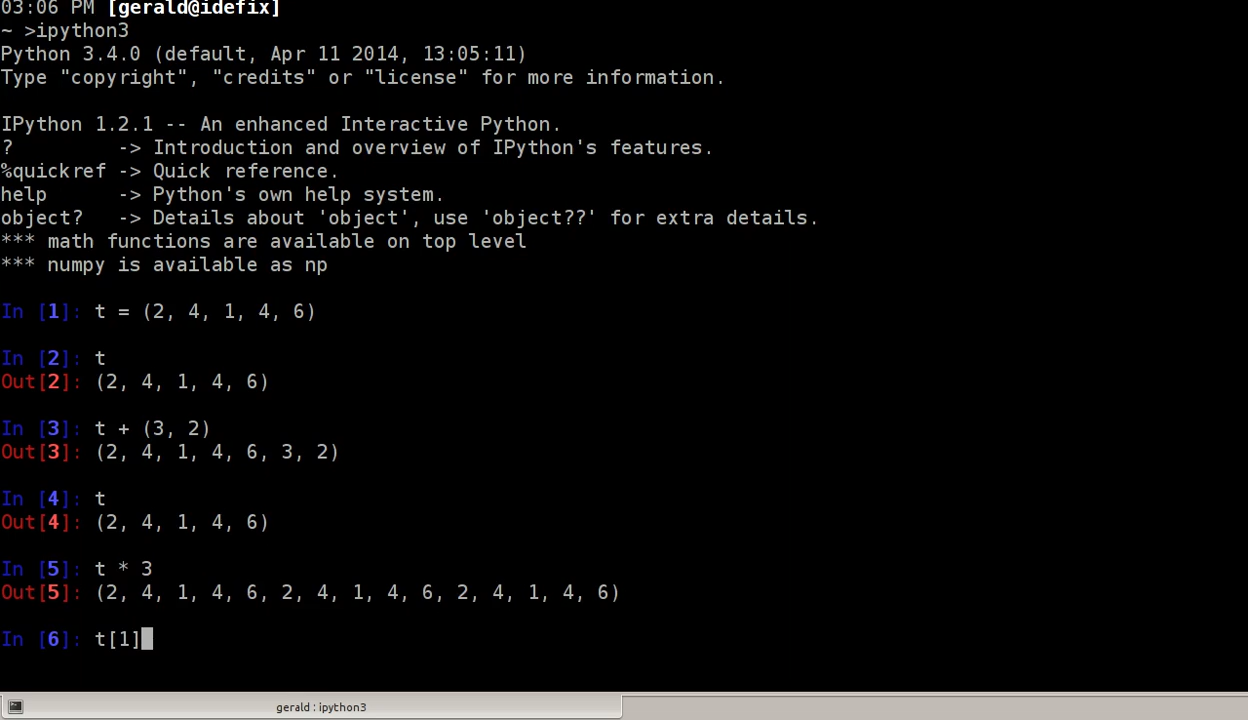 03:06 PM [gerald@idefix]
~ >ipython3
Python 3.4.0 (default, Apr 11 2014, 13:05:11)
Type "copyright", "credits" or "license" for more information.
IPython 1.2.1 -- An enhanced Interactive Python.
?         -> Introduction and overview of IPython's features.
%quickref -> Quick reference.
help      -> Python's own help system.
object?   -> Details about 'object', use 'object??' for extra details.
*** math functions are available on top level
*** numpy is available as np
In [1]: t = (2, 4, 1, 4, 6)
In [2]: t
Out[2]: (2, 4, 1, 4, 6)
In [3]: t + (3, 2)
Out[3]: (2, 4, 1, 4, 6, 3, 2)
In [4]: t
Out[4]: (2, 4, 1, 4, 6)
In [5]: t * 3
Out[5]: (2, 4, 1, 4, 6, 2, 4, 1, 4, 6, 2, 4, 1, 4, 6)
In [6]: t[1]
gerald : ipython3